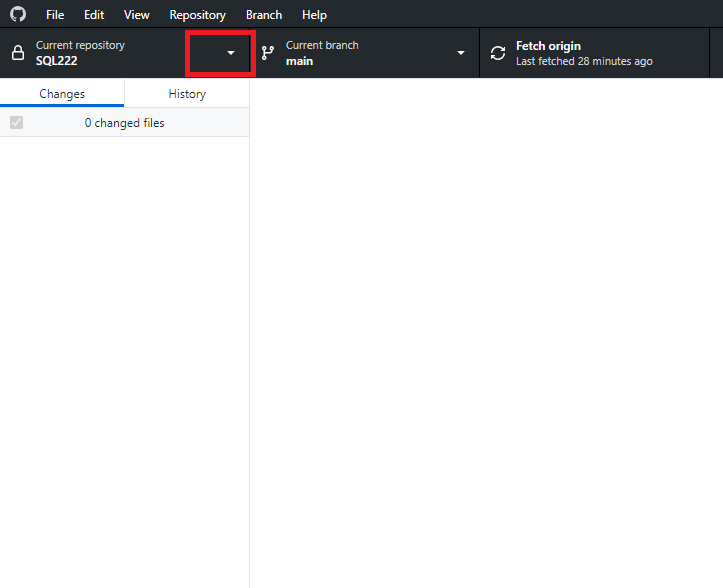 File Edit View Repository Branch Help
Current repository
SQL222
Current branch
main
Fetch origin
Last fetched 28 minutes ago
Changes
History
0 changed files